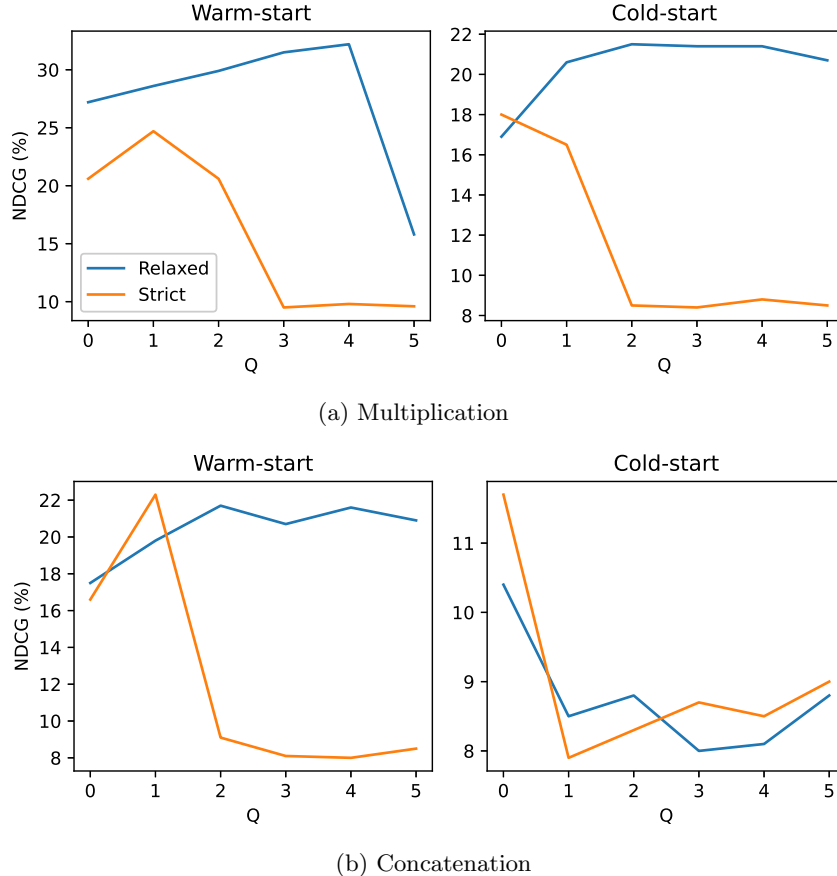 Warm-start
Cold-start
NDCG (%)
30
25
20
15
10
Relaxed
Strict
0 1 2 3 4 5
Q
22
20
18
16
14
12
10
8
0 1 2 3 4 5
Q
(a) Multiplication
Warm-start
Cold-start
NDCG (%)
22
20
18
16
14
12
10
8
0 1 2 3 4 5
Q
11
10
9
8
0 1 2 3 4 5
Q
(b) Concatenation